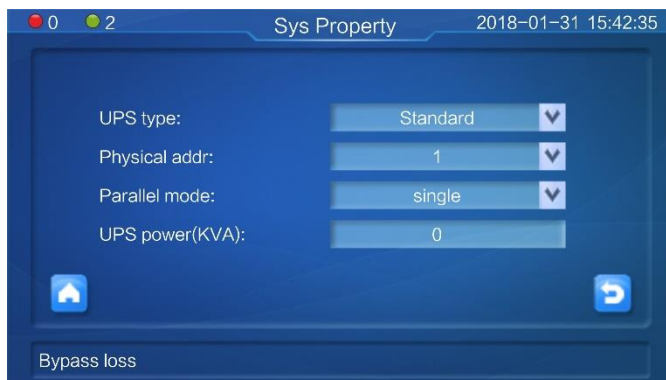 0 2 Sys Property 2018-01-31 15:42:35
UPS type: Standard
Physical addr: 1
Parallel mode: single
UPS power(KVA): 0
Bypass loss